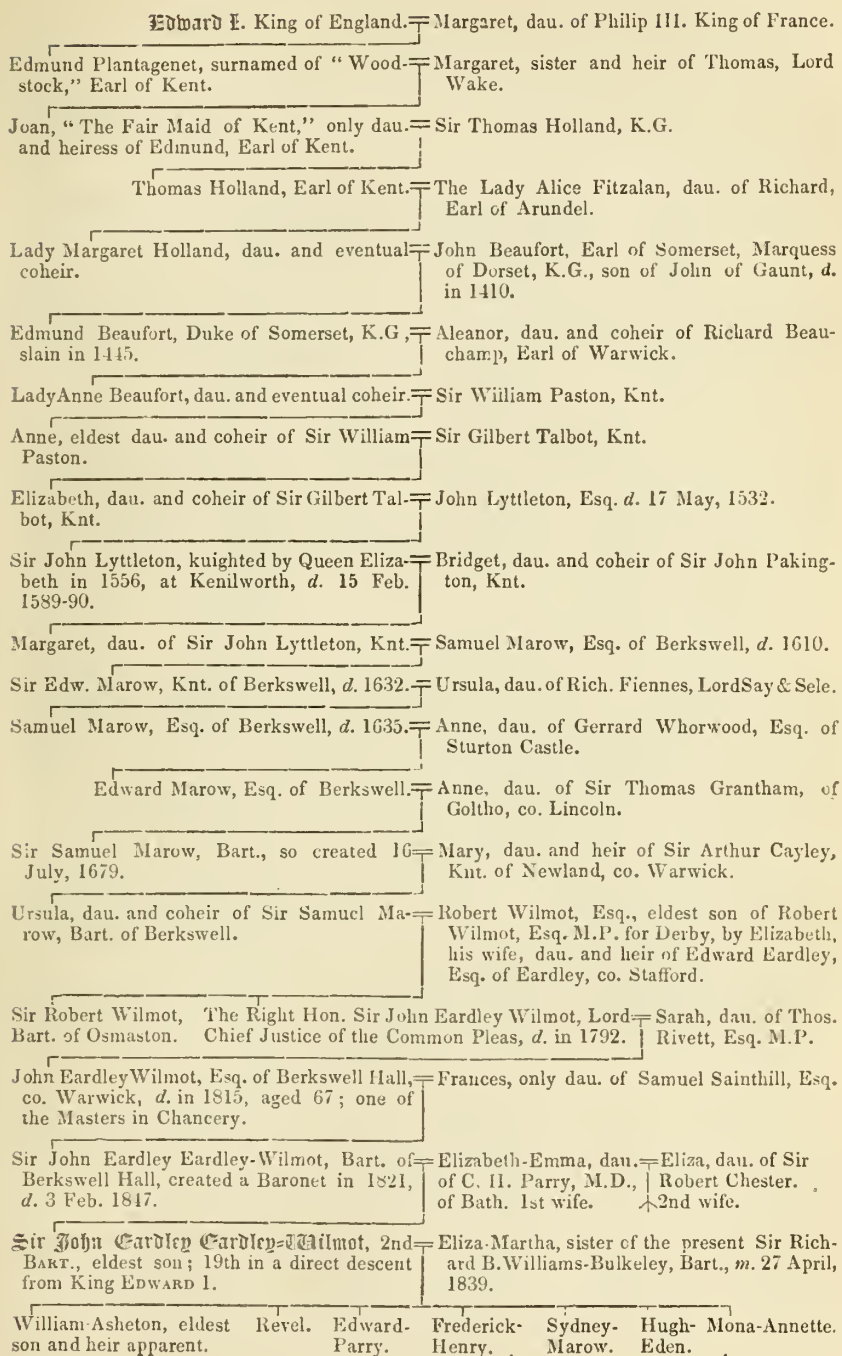 Edward I. King of England. Margaret, dau. of Philip III. King of France.
Edmund Plantagenet, surnamed of "Wood- Margaret, sister and heir of Thomas, Lord
stock," Earl of Kent. Wake.
Joan, "The Fair Maid of Kent," only dau. Sir Thomas Holland, K.G.
and heiress of Edmund, Earl of Kent.
Thomas Holland, Earl of Kent. The Lady Alice Fitzalan, dau. of Richard,
Earl of Arundel.
Lady Margaret Holland, dau. and eventual John Beaufort, Earl of Somerset, Marquess
coheir. of Dorset, K.G., son of John of Gaunt, d.
in 1410.
Edmund Beaufort, Duke of Somerset, K.G, Aleanor, dau. and coheir of Richard Beau-
slain in 1445. champ, Earl of Warwick.
Lady Anne Beaufort, dau. and eventual coheir. Sir William Paston, Knt.
Anne, eldest dau. and coheir of Sir William Sir Gilbert Talbot, Knt.
Paston.
Elizabeth, dau. and coheir of Sir Gilbert Tal- John Lyttleton, Esq. d. 17 May, 1532.
bot, Knt.
Sir John Lyttleton, kuighted by Queen Eliza- Bridget, dau. and coheir of Sir John Paking-
beth in 1556, at Kenilworth, d. 15 Feb. ton, Knt.
1589-90.
Margaret, dau. of Sir John Lyttleton, Knt. Samuel Marow, Esq. of Berkswell, d. 1610.
Sir Edw. Marow, Knt. of Berkswell, d. 1632. Ursula, dau. of Rich. Fiennes, Lord Say & Sele.
Samuel Marow, Esq. of Berkswell, d. 1635. Anne, dau. of Gerrard Whorwood, Esq. of
Sturton Castle.
Edward Marow, Esq. of Berkswell. Anne, dau. of Sir Thomas Grantham, of
Goltho, co. Lincoln.
Sir Samuel Marow, Bart., so created 16 Mary, dau. and heir of Sir Arthur Cayley,
July, 1679. Knt. of Newland, co. Warwick.
Ursula, dau. and coheir of Sir Samuel Ma- Robert Wilmot, Esq., eldest son of Robert
row, Bart. of Berkswell. Wilmot, Esq. M.P. for Derby, by Elizabeth,
his wife, dau. and heir of Edward Eardley,
Esq. of Eardley, co. Stafford.
Sir Robert Wilmot, The Right Hon. Sir John Eardley Wilmot, Lord Sarah, dau. of Thos.
Bart. of Osmaston. Chief Justice of the Common Pleas, d. in 1792. Rivett, Esq. M.P.
John Eardley Wilmot, Esq. of Berkswell Hall, Frances, only dau. of Samuel Sainthill, Esq.
co. Warwick, d. in 1815, aged 67; one of
the Masters in Chancery.
Sir John Eardley Eardley-Wilmot, Bart. of Elizabeth-Emma, dau. Eliza, dau. of Sir
Berkswell Hall, created a Baronet in 1821, of C. H. Parry, M.D., Robert Chester.
d. 3 Feb. 1847. of Bath. 1st wife. 2nd wife.
Sir John Eardley Eardley-Wilmot, 2nd Eliza-Martha, sister of the present Sir Rich-
BART., eldest son; 19th in a direct descent ard B. Williams-Bulkeley, Bart., m. 27 April,
from King EDWARD I. 1839.
William-Asheton, eldest Revel. Edward- Frederick- Sydney- Hugh- Mona-Annette.
son and heir apparent. Parry. Henry. Marow. Eden.